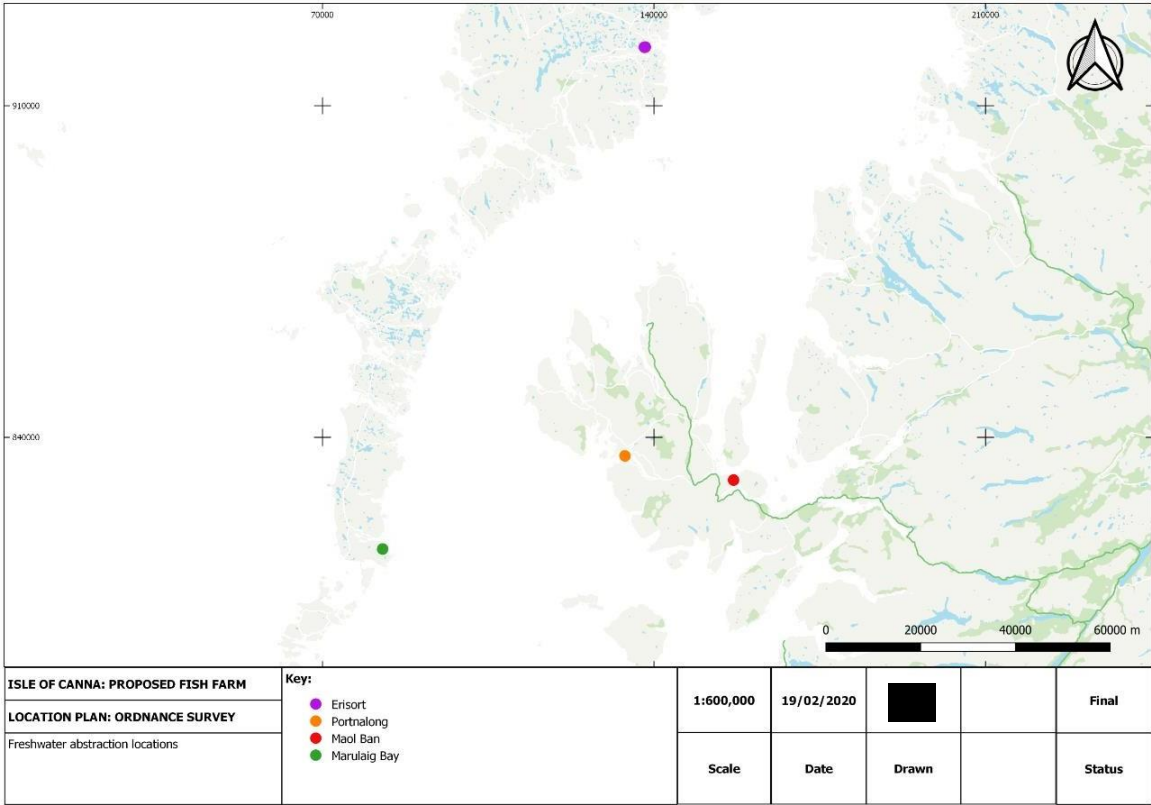 70000
140000
210000
910000
840000
0
20000
40000
60000 m
ISLE OF CANNA: PROPOSED FISH FARM
LOCATION PLAN: ORDNANCE SURVEY
Freshwater abstraction locations
Key:
Erisort
Portnalong
Maol Ban
Marulaig Bay
1:600,000
19/02/2020
Final
Scale
Date
Drawn
Status